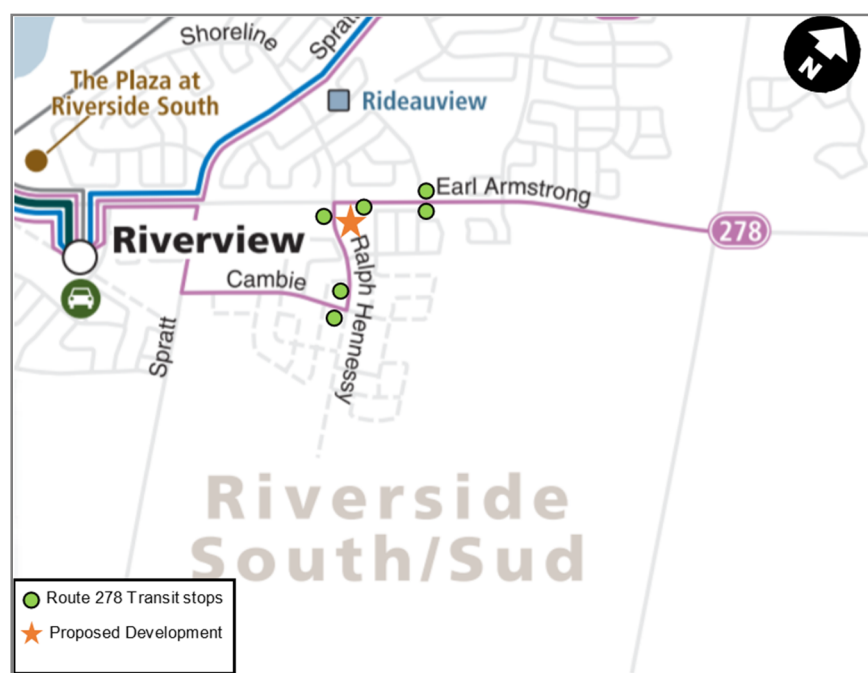 Shoreline
Spratt
N
The Plaza at
Riverside South
Rideauview
Earl Armstrong
278
Riverview
Ralph Hennessy
Cambie
Spratt
Riverside
South/Sud
Route 278 Transit stops
Proposed Development